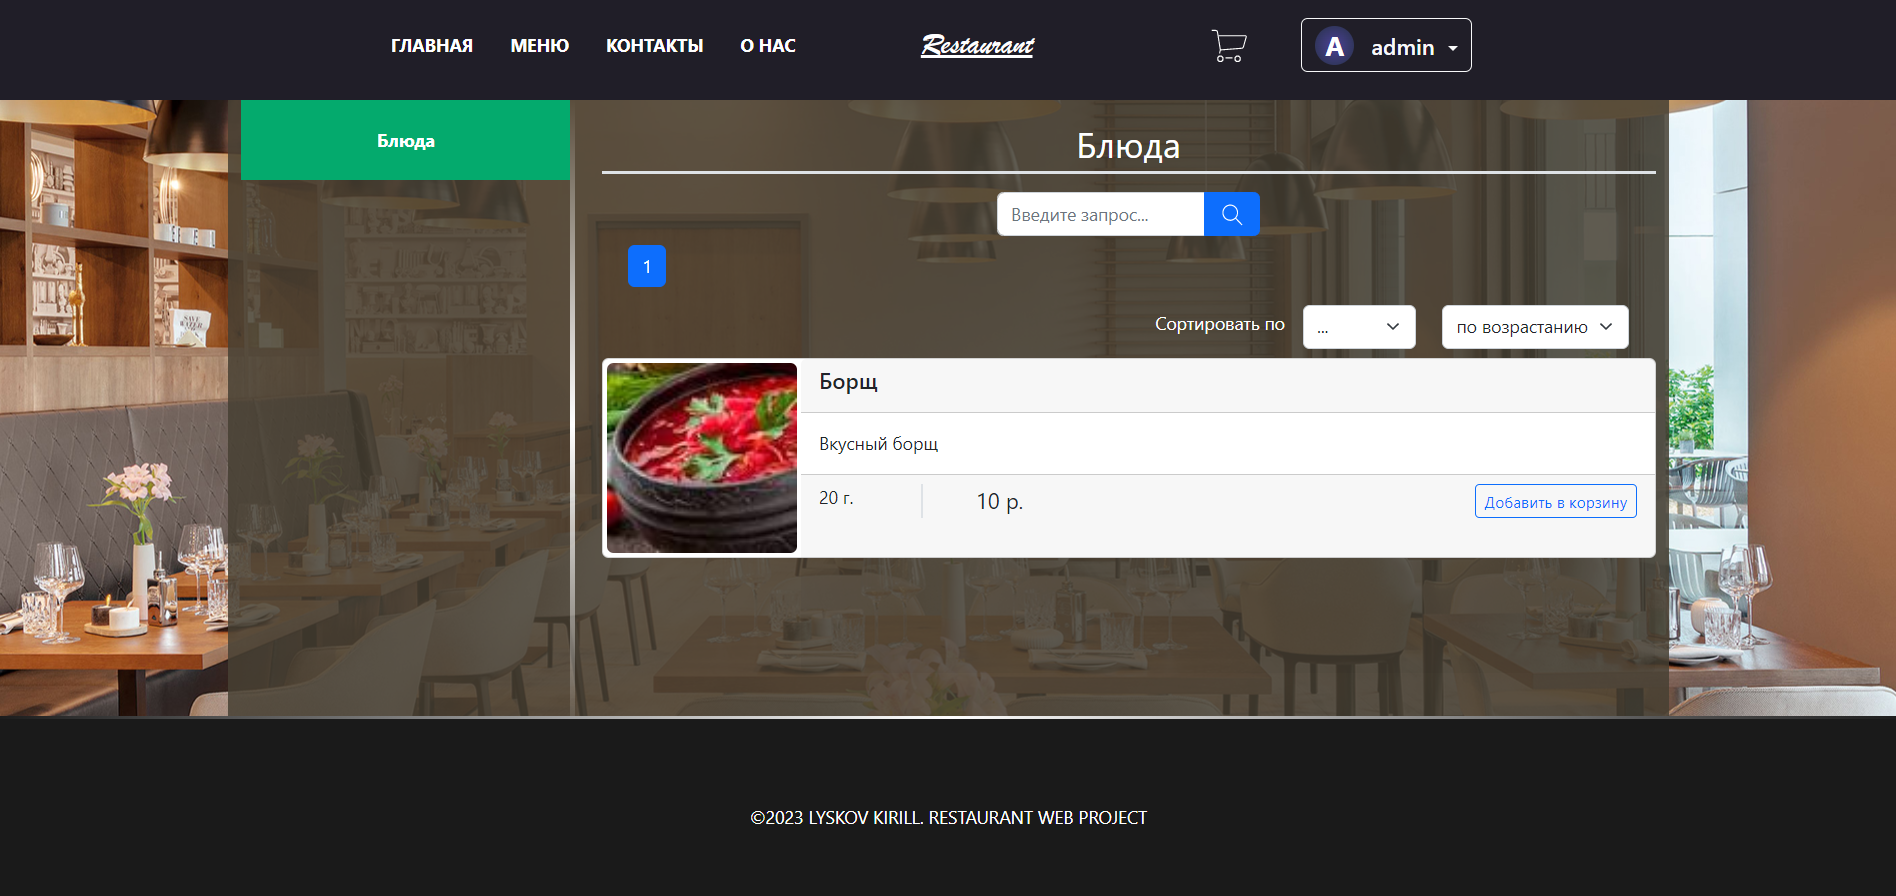 ГЛАВНАЯ МЕНЮ КОНТАКТЫ О НАС Restaurant A admin
Блюда
Блюда
Введите запрос...
1
Сортировать по ... по возрастанию
Борщ
Вкусный борщ
20 г. 10 р. Добавить в корзину
©2023 LYSKOV KIRILL. RESTAURANT WEB PROJECT